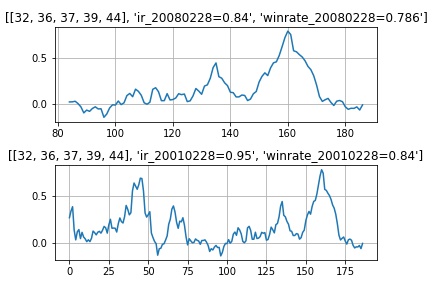 [[32, 36, 37, 39, 44], 'ir_20080228=0.84', 'winrate_20080228=0.786']
0.5
0.0
80 100 120 140 160 180
[[32, 36, 37, 39, 44], 'ir_20010228=0.95', 'winrate_20010228=0.84']
0.5
0.0
0 25 50 75 100 125 150 175